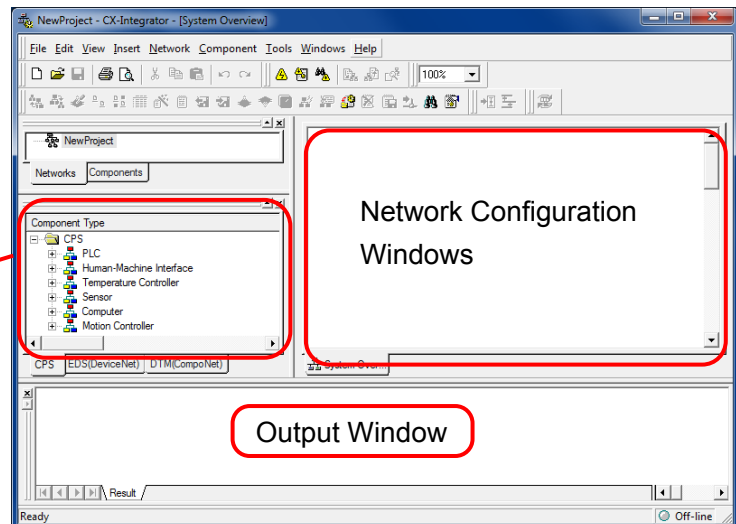 NewProject - CX-Integrator - [System Overview]
File Edit View Insert Network Component Tools Windows Help
100%
NewProject
Networks Components
Component Type
CPS
PLC
Human-Machine Interface
Temperature Controller
Sensor
Computer
Motion Controller
CPS EDS(DeviceNet) DTM(CompoNet)
Network Configuration
Windows
System Over...
Output Window
Result
Ready
Off-line